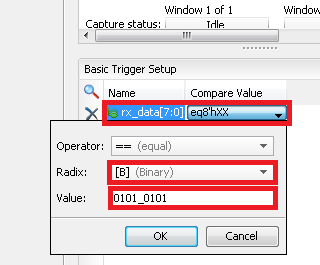 Window 1 of 1
Window
Capture status:
Idle
Basic Trigger Setup
Name
Compare Value
rx_data[7:0]
eq8'hXX
Operator:
== (equal)
Radix:
[B] (Binary)
Value:
0101_0101
OK
Cancel